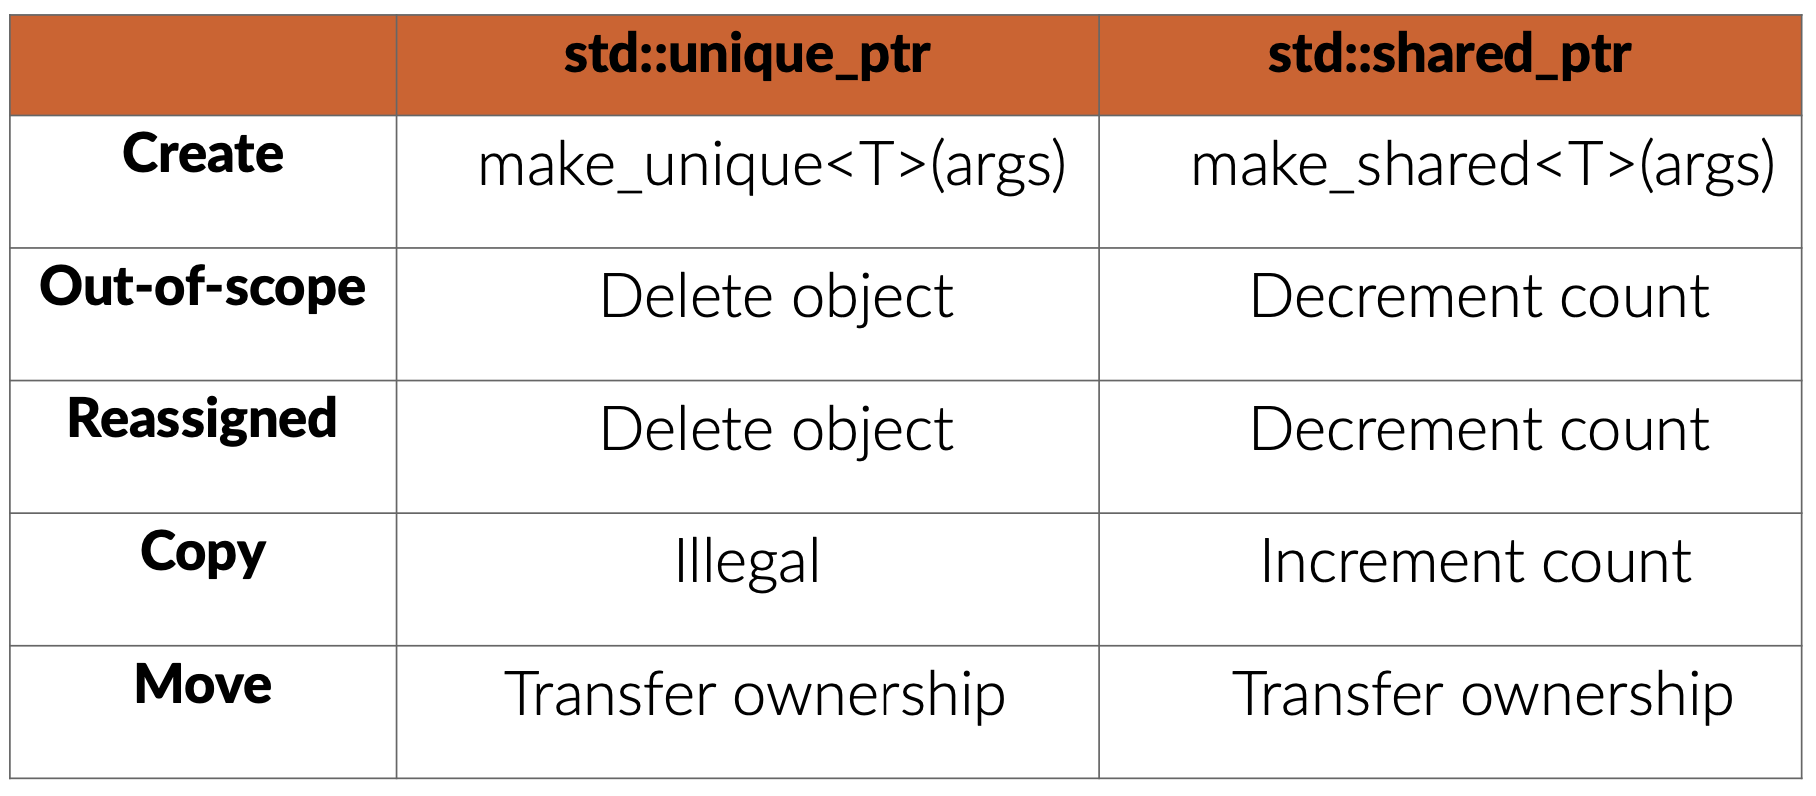 std::unique_ptr std::shared_ptr
Create make_unique<T>(args) make_shared<T>(args)
Out-of-scope Delete object Decrement count
Reassigned Delete object Decrement count
Copy Illegal Increment count
Move Transfer ownership Transfer ownership